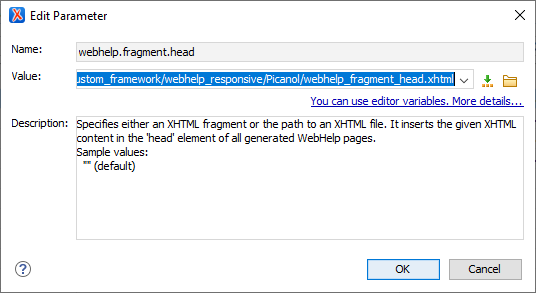 Edit Parameter
Name:
webhelp.fragment.head
Value:
ustom_framework/webhelp_responsive/Picanol/webhelp_fragment_head.xhtml
You can use editor variables. More details...
Description:
Specifies either an XHTML fragment or the path to an XHTML file. It inserts the given XHTML
content in the 'head' element of all generated WebHelp pages.
Sample values:
"" (default)
?
OK
Cancel